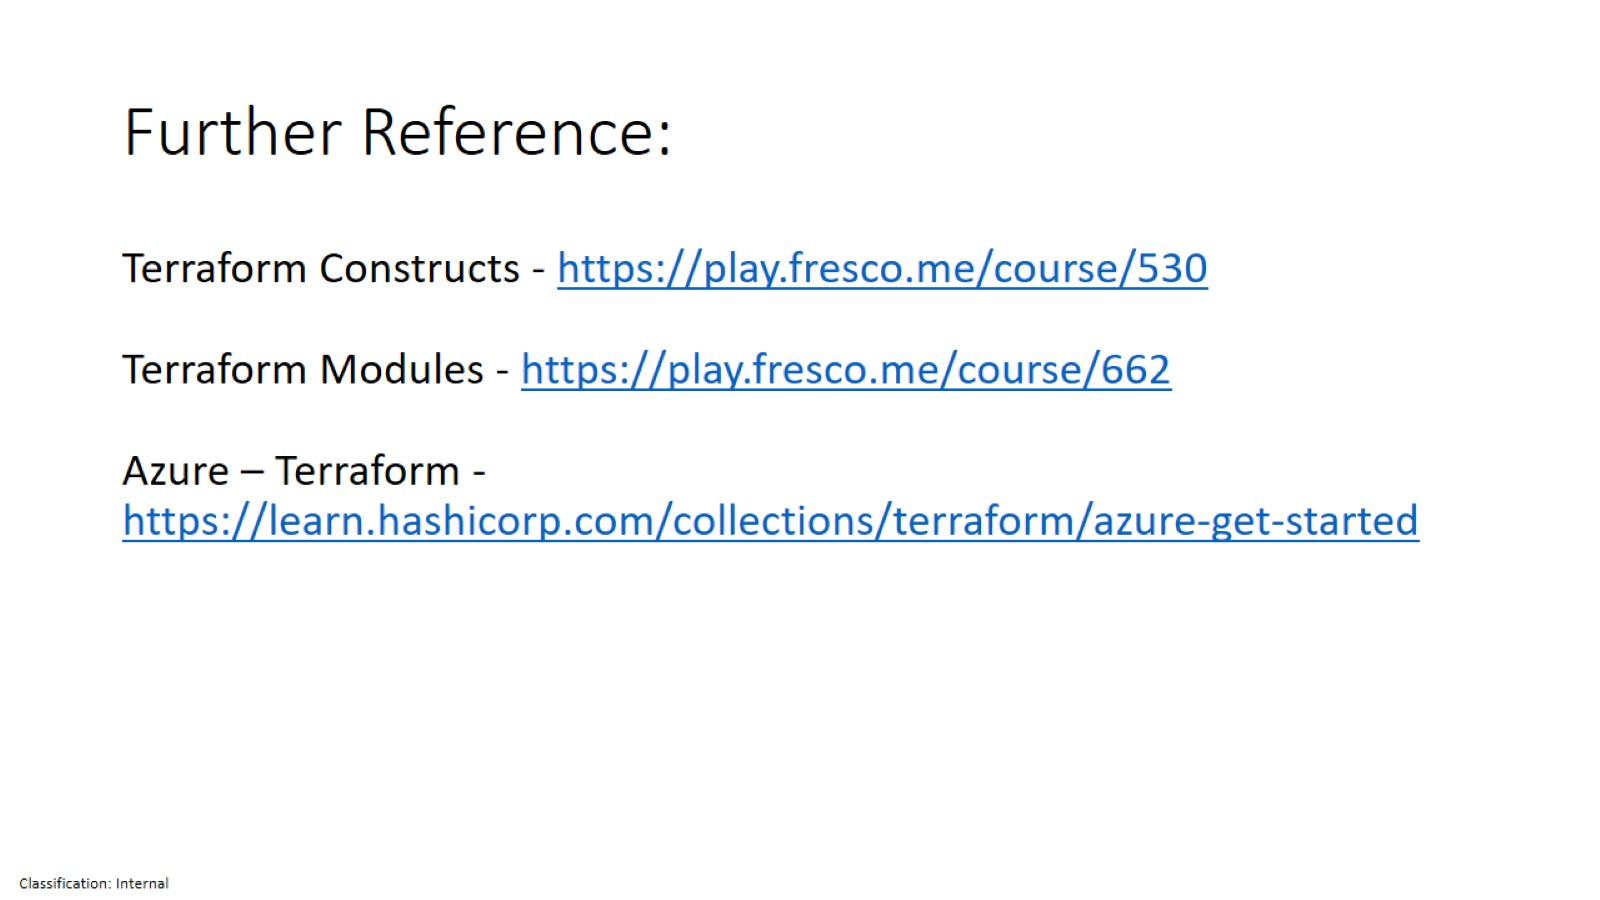 Further Reference:
Terraform Constructs - https://play.fresco.me/course/530
Terraform Modules - https://play.fresco.me/course/662
Azure – Terraform -
https://learn.hashicorp.com/collections/terraform/azure-get-started
Classification: Internal